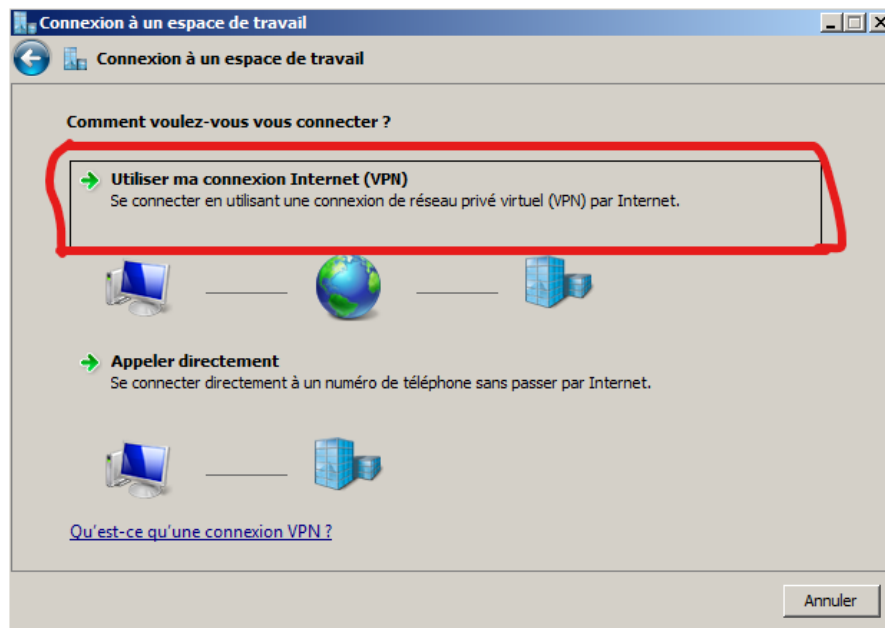 Connexion à un espace de travail
Connexion à un espace de travail
Comment voulez-vous vous connecter ?
Utiliser ma connexion Internet (VPN)
Se connecter en utilisant une connexion de réseau privé virtuel (VPN) par Internet.
Appeler directement
Se connecter directement à un numéro de téléphone sans passer par Internet.
Qu'est-ce qu'une connexion VPN ?
Annuler